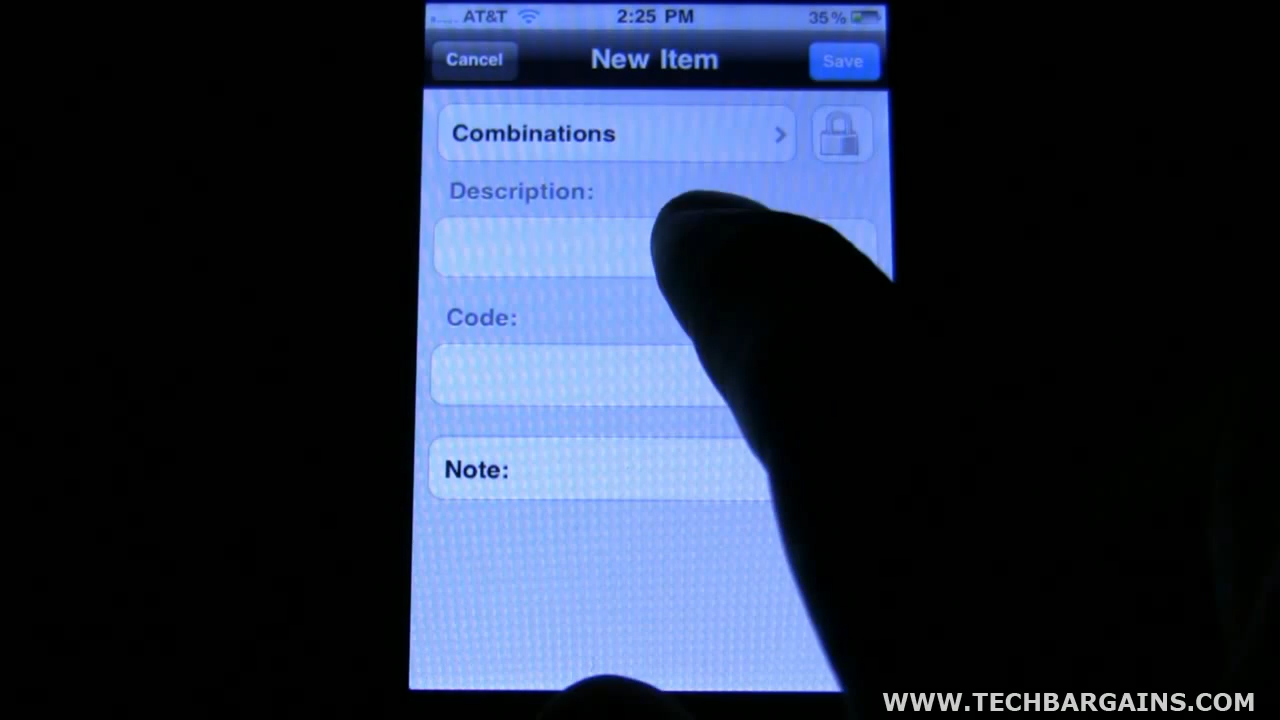 AT&T 2:25 PM 35%
Cancel New Item Save
Combinations
Description:
Code:
Note:
WWW.TECHBARGAINS.COM